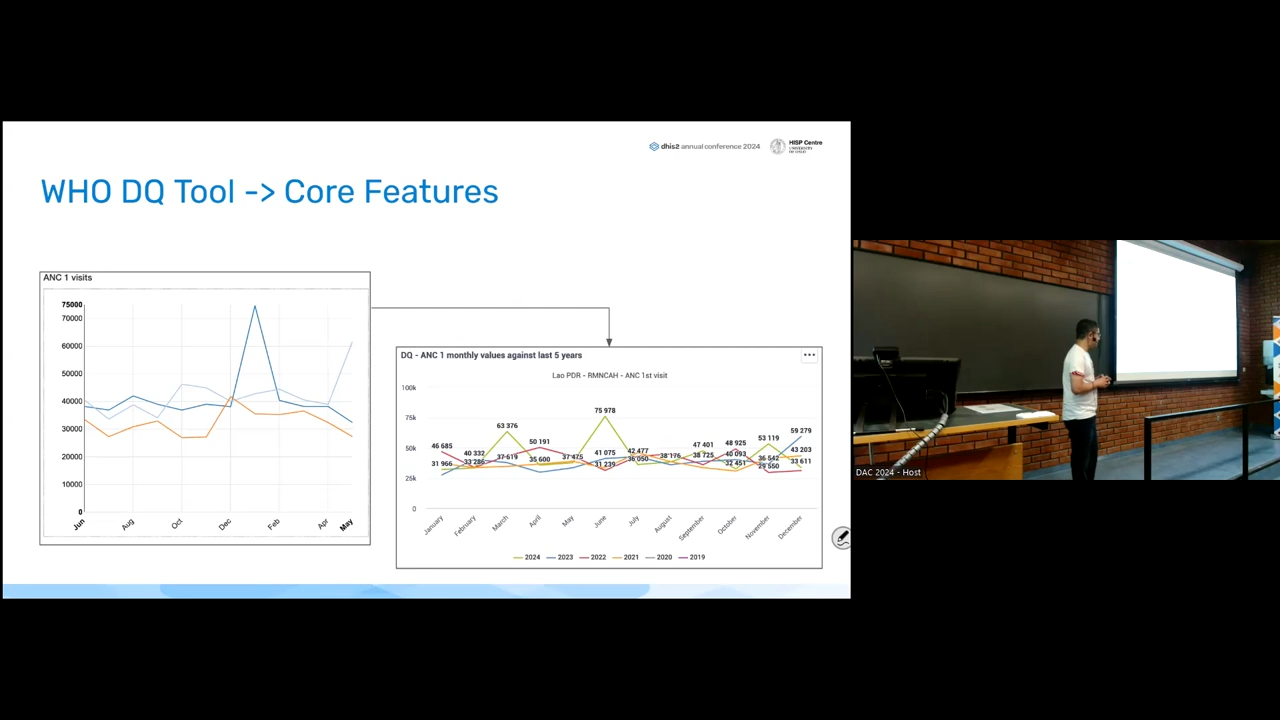 dhis2 annual conference 2024
HISP Centre
UNIVERSITY
OF OSLO
WHO DQ Tool -> Core Features
ANC 1 visits
75000
70000
60000
50000
40000
30000
20000
10000
0
Jun
Aug
Oct
Dec
Feb
Apr
May
DQ - ANC 1 monthly values against last 5 years
Lao PDR - RMNCAH - ANC 1st visit
100k
75k
50k
25k
0
46 685
31 966
40 332
33 286
63 376
37 619
50 191
35 600
37 475
75 978
41 075
31 239
42 477
36 050
38 176
47 401
38 725
48 925
40 093
32 451
53 119
36 542
29 550
59 279
43 203
33 611
January
February
March
April
May
June
July
August
September
October
November
December
2024 2023 2022 2021 2020 2019
DAC 2024 - Host